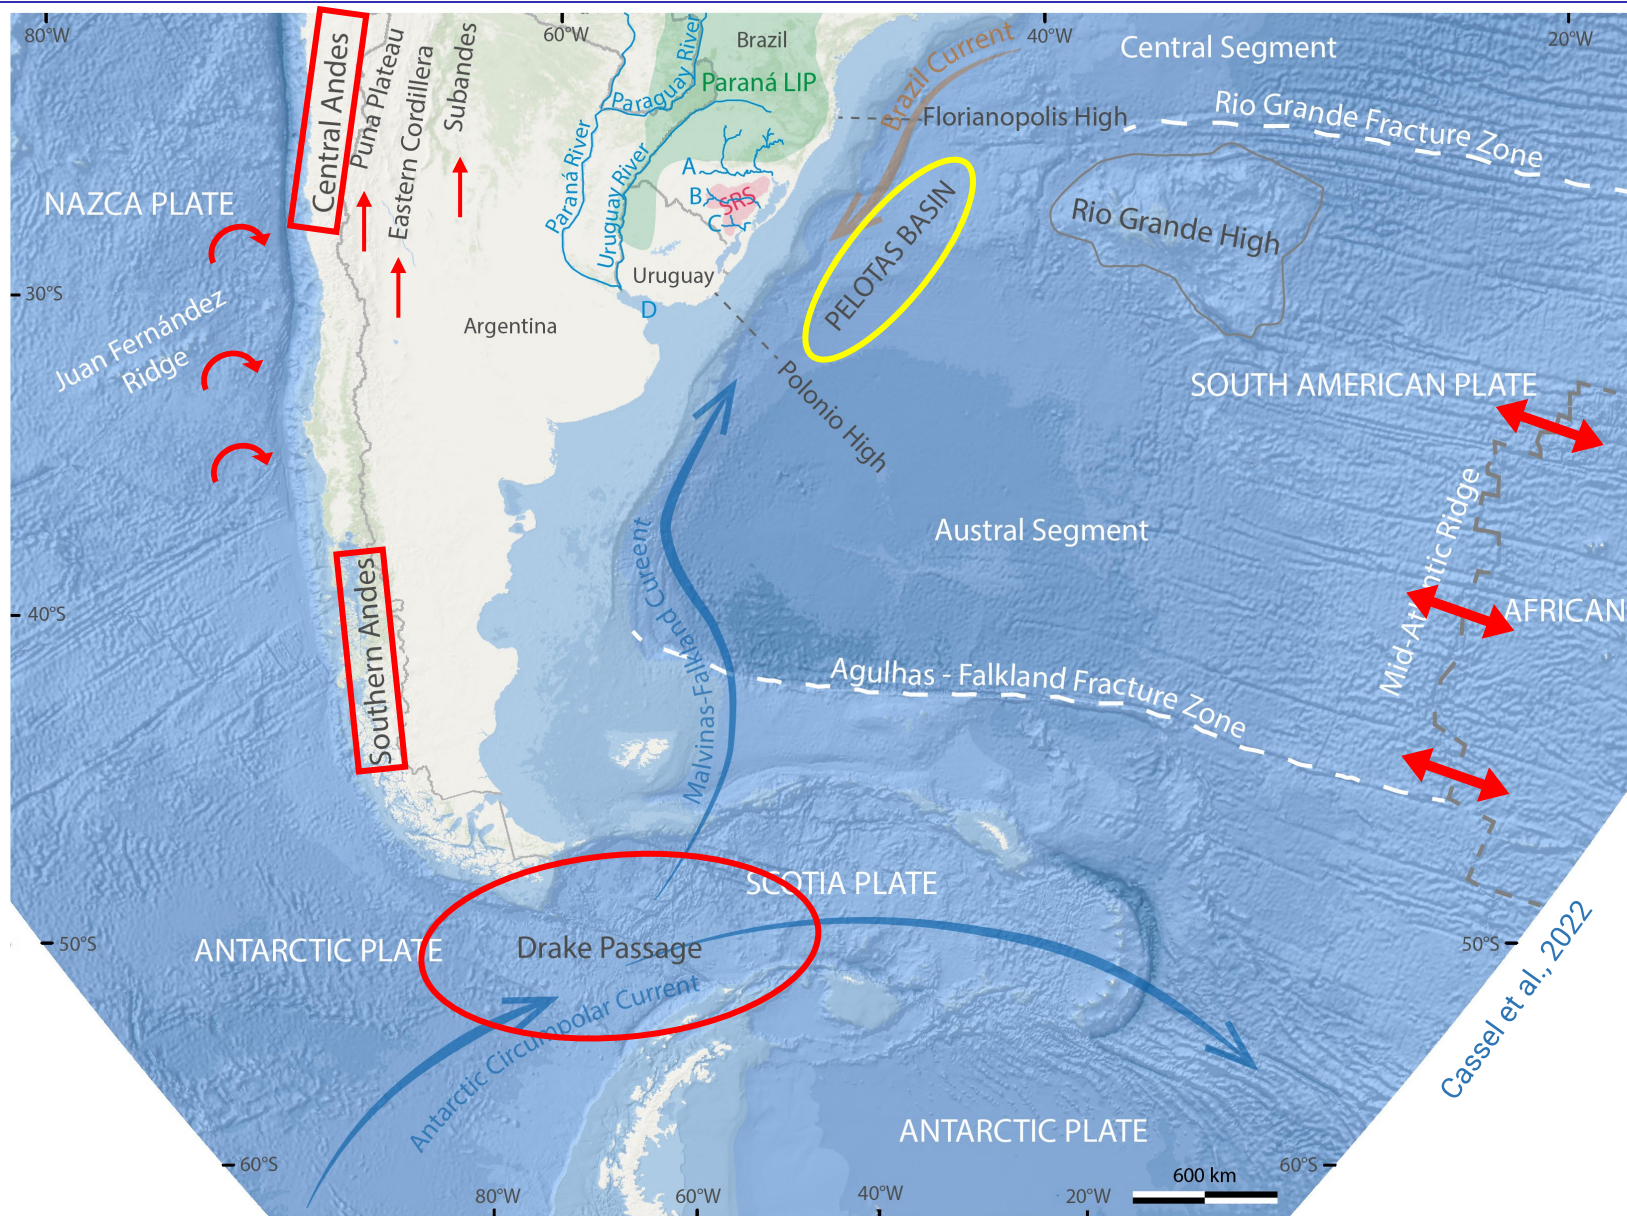 80°W
60°W
40°W
20°W
Central Andes
Puna Plateau
Eastern Cordillera
Subandes
Paraguay River
Brazil
Paraná LIP
Brazil Current
Central Segment
Rio Grande Fracture Zone
Florianopolis High
Paraná River
Uruguay River
A
B
C
SRS
NAZCA PLATE
PELOTAS BASIN
Rio Grande High
Uruguay
30°S
D
Argentina
Juan Fernández
Ridge
Polonio High
SOUTH AMERICAN PLATE
Mid-Atlantic Ridge
Austral Segment
Malvinas-Falkland Cureent
40°S
Southern Andes
AFRICAN
Agulhas - Falkland Fracture Zone
SCOTIA PLATE
ANTARCTIC PLATE
Drake Passage
50°S
50°S
Antarctic Circumpolar Current
Cassel et al., 2022
ANTARCTIC PLATE
60°S
60°S
600 km
80°W
60°W
40°W
20°W